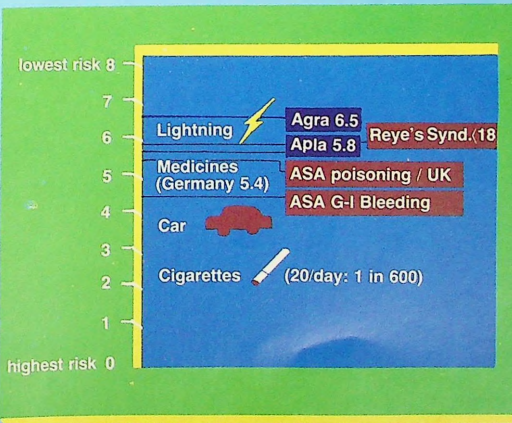 lowest risk 8
7
Lightning
Agra 6.5
6
Apla 5.8
Reye's Synd.(18
Medicines
(Germany 5.4)
5
ASA poisoning / UK
ASA G-I Bleeding
4
Car
3
Cigarettes
(20/day: 1 in 600)
2
1
highest risk 0